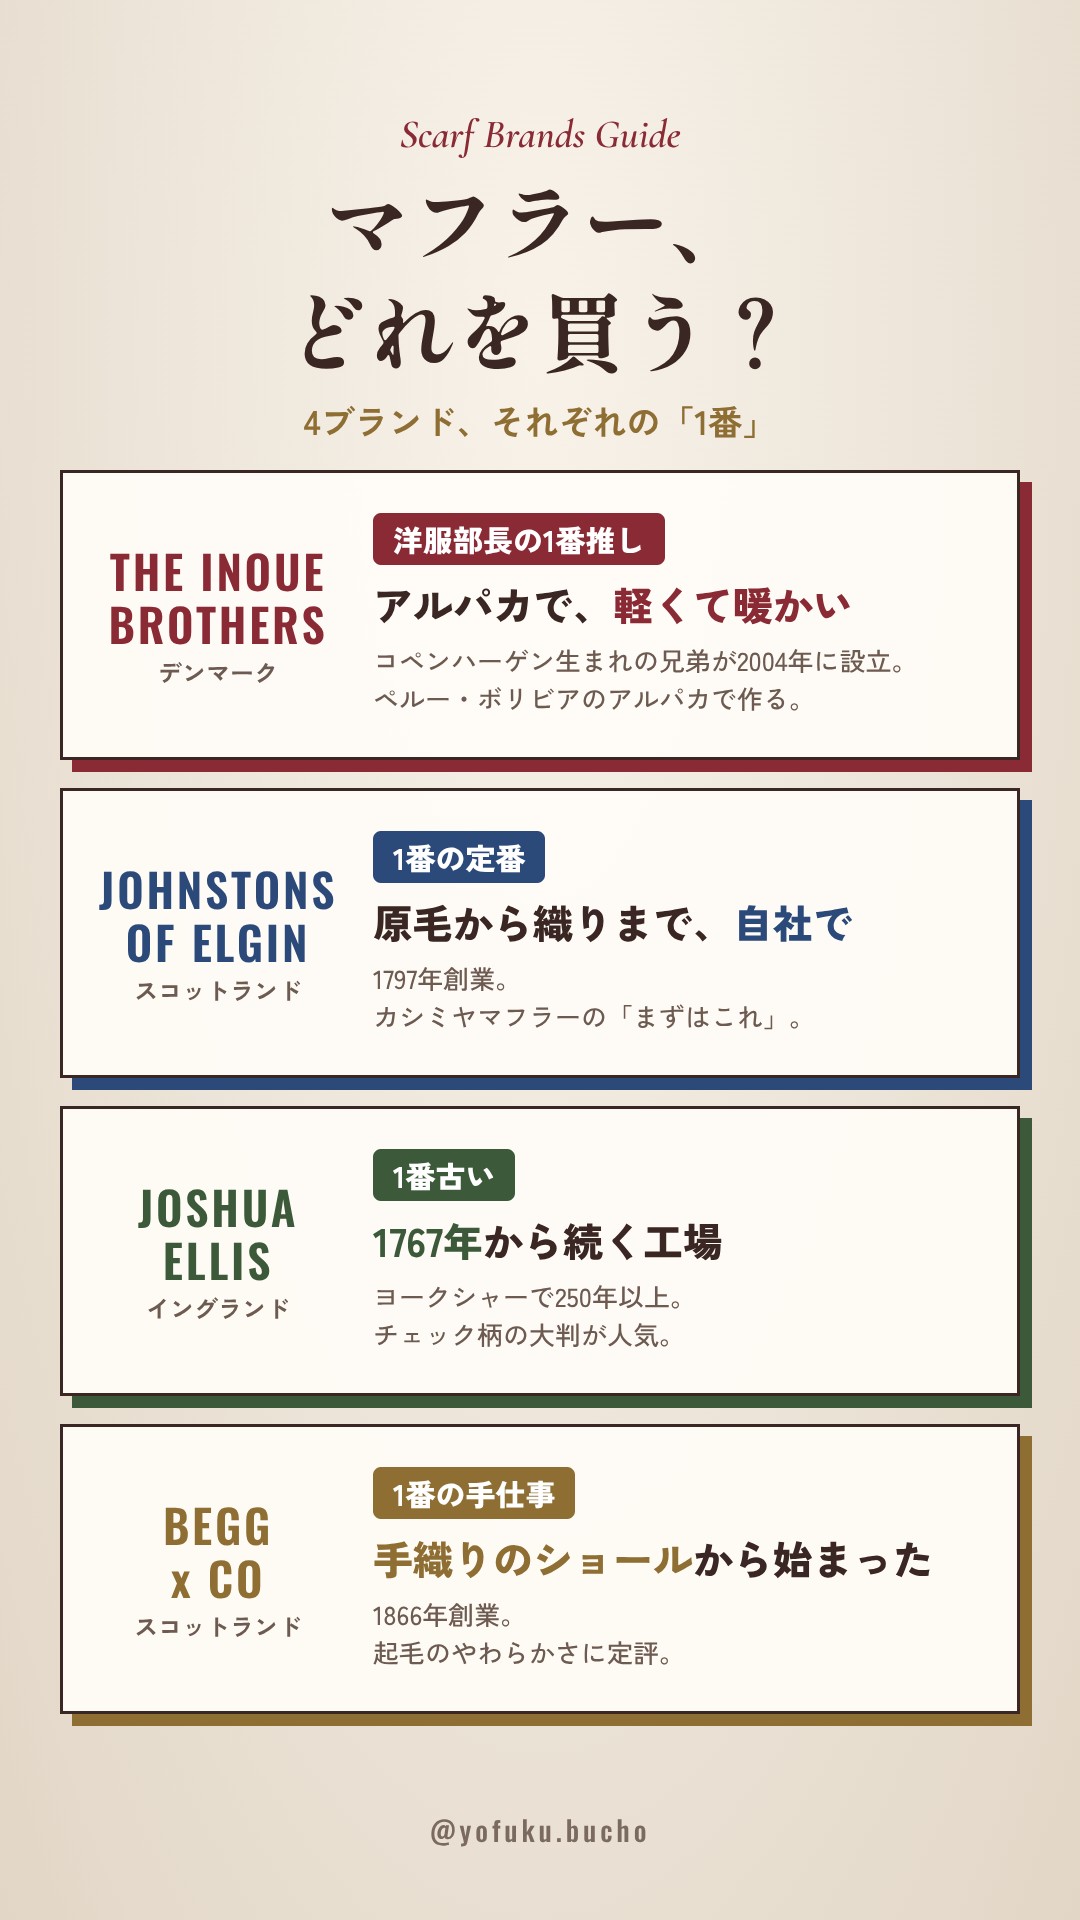 Scarf Brands Guide
マフラー、
どれを買う？
4ブランド、それぞれの「1番」
THE INOUE
BROTHERS
デンマーク
洋服部長の1番推し
アルパカで、軽くて暖かい
コペンハーゲン生まれの兄弟が2004年に設立。
ペルー・ボリビアのアルパカで作る。
JOHNSTONS
OF ELGIN
スコットランド
1番の定番
原毛から織りまで、自社で
1797年創業。
カシミヤマフラーの「まずはこれ」。
JOSHUA
ELLIS
イングランド
1番古い
1767年から続く工場
ヨークシャーで250年以上。
チェック柄の大判が人気。
BEGG
x CO
スコットランド
1番の手仕事
手織りのショールから始まった
1866年創業。
起毛のやわらかさに定評。
@yofuku.bucho